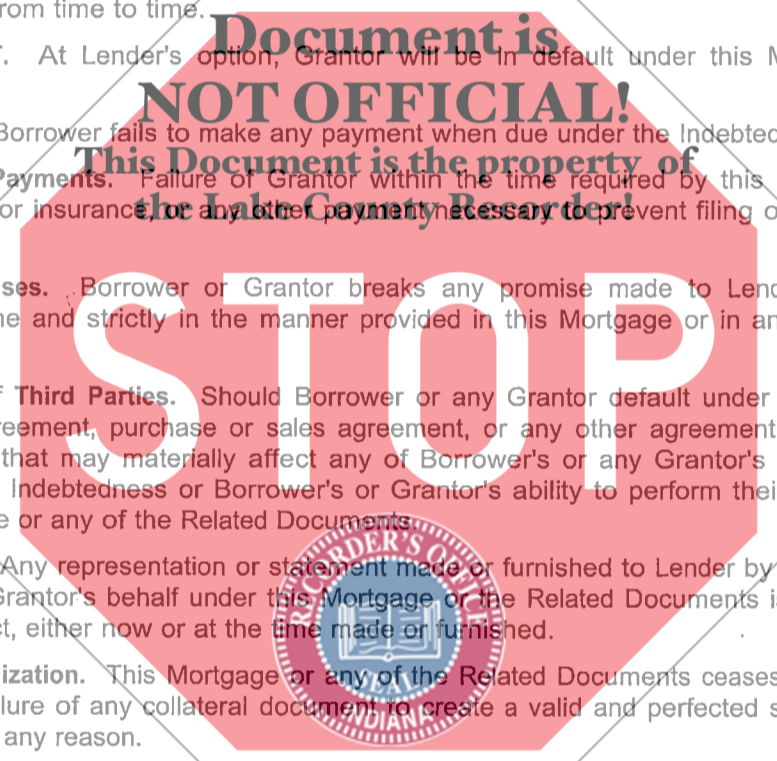 from time to time.
Document is
. At Lender's option, Grantor will be in default under this M
NOT OFFICIAL!
Borrower fails to make any payment when due under the Indebted
This Document is the property of
Payments. Failure of Grantor within the time required by this
or insurance, or any other payment necessary to prevent filing o
the Lake County Recorder!
ses. Borrower or Grantor breaks any promise made to Lend
ne and strictly in the manner provided in this Mortgage or in an
STOP
Third Parties. Should Borrower or any Grantor default under
reement, purchase or sales agreement, or any other agreement
that may materially affect any of Borrower's or any Grantor's
Indebtedness or Borrower's or Grantor's ability to perform thei
e or any of the Related Documents.
RECORDER'S OFFICE
Any representation or statement made or furnished to Lender by
Grantor's behalf under this Mortgage or the Related Documents i
t, either now or at the time made or furnished.
SEAL
ization. This Mortgage or any of the Related Documents ceases
lure of any collateral document to create a valid and perfected s
INDIANA
any reason.